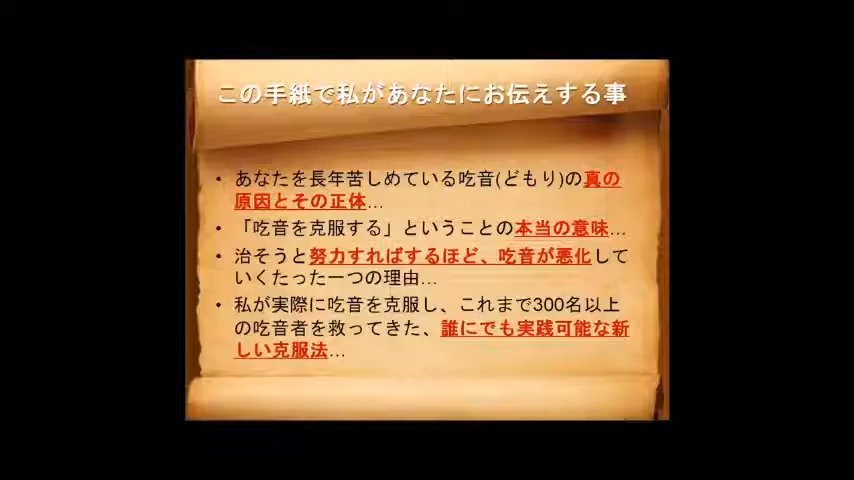 この手紙で私があなたにお伝えする事
• あなたを長年苦しめている吃音(どもり)の真の
原因とその正体…
• 「吃音を克服する」ということの本当の意味…
• 治そうと努力すればするほど、吃音が悪化して
いくたった一つの理由…
• 私が実際に吃音を克服し、これまで300名以上
の吃音者を救ってきた、誰にでも実践可能な新
しい克服法…